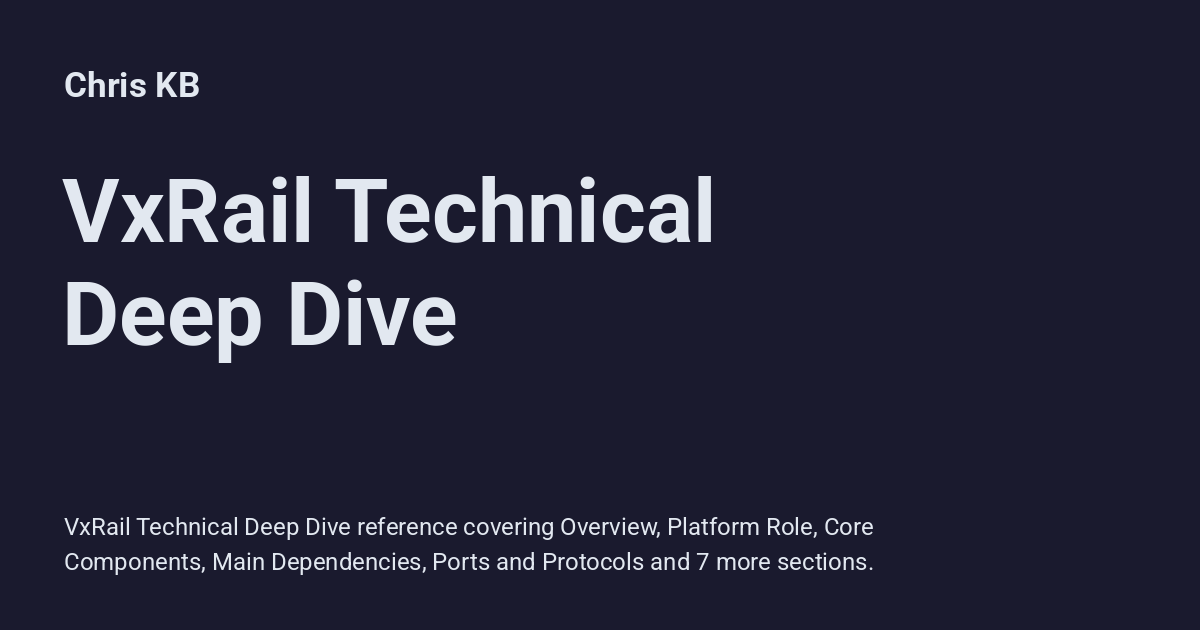 Chris KB
VxRail Technical
Deep Dive
VxRail Technical Deep Dive reference covering Overview, Platform Role, Core
Components, Main Dependencies, Ports and Protocols and 7 more sections.